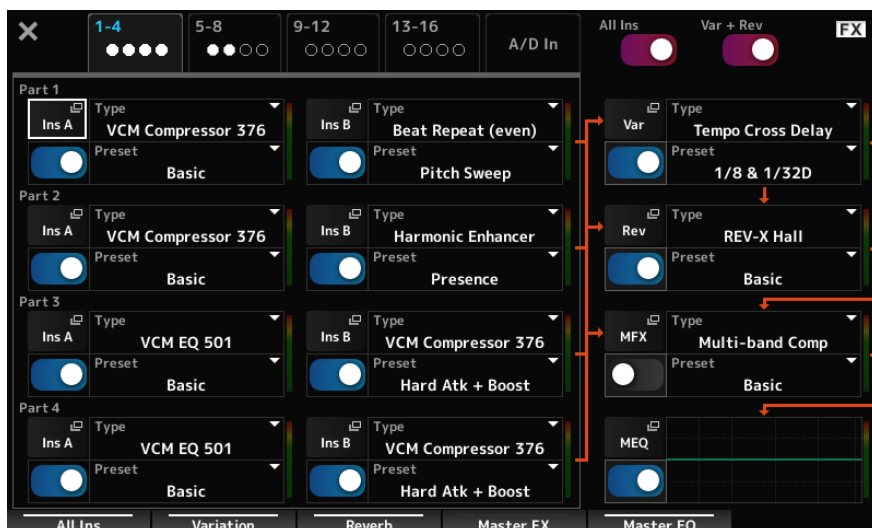 1-4 5-8 9-12 13-16 A/D In All Ins Var + Rev FX
Part 1
Ins A Type VCM Compressor 376 Ins B Type Beat Repeat (even) Var Type Tempo Cross Delay
Preset Basic Preset Pitch Sweep Preset 1/8 & 1/32D
Part 2
Ins A Type VCM Compressor 376 Ins B Type Harmonic Enhancer Rev Type REV-X Hall
Preset Basic Preset Presence Preset Basic
Part 3
Ins A Type VCM EQ 501 Ins B Type VCM Compressor 376 MFX Type Multi-band Comp
Preset Basic Preset Hard Atk + Boost Preset Basic
Part 4
Ins A Type VCM EQ 501 Ins B Type VCM Compressor 376 MEQ
Preset Basic Preset Hard Atk + Boost
All Ins Variation Reverb Master FX Master EQ